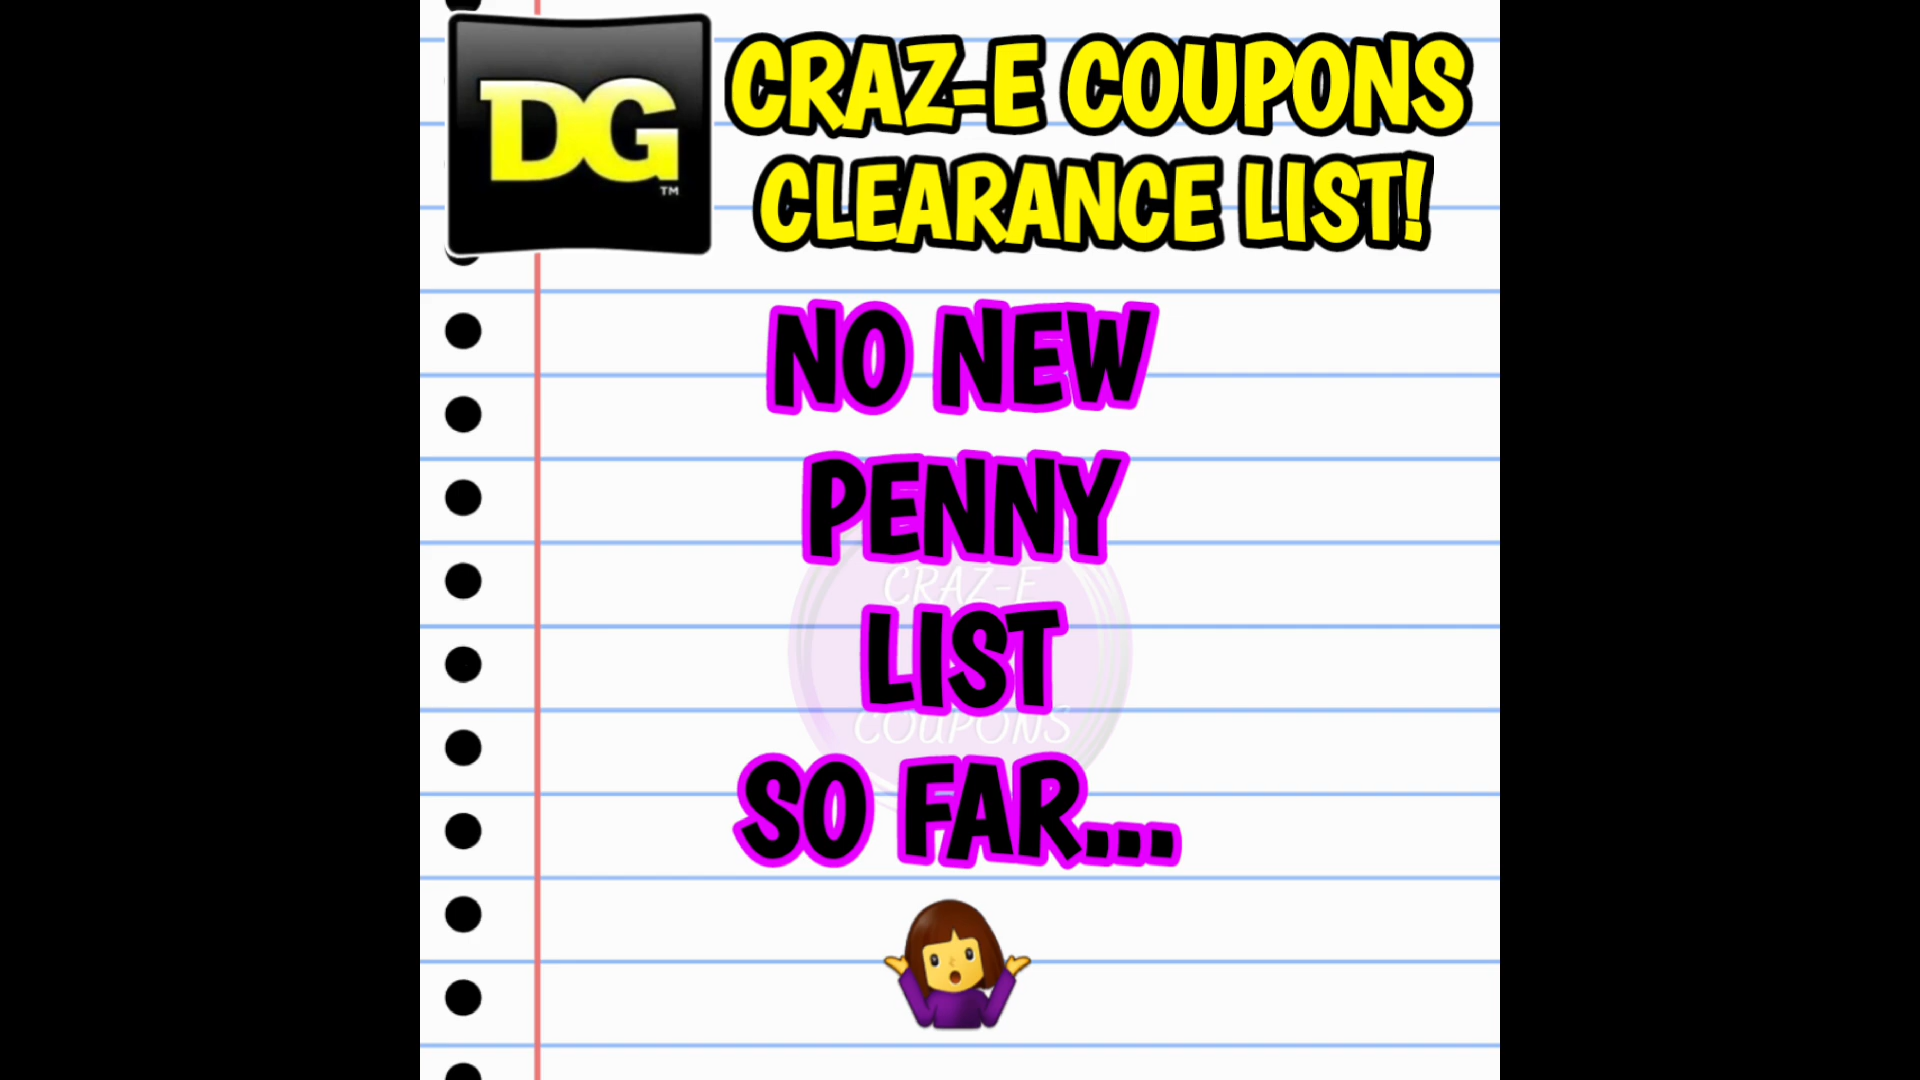 DG
TM
CRAZ-E COUPONS
CLEARANCE LIST!
NO NEW
PENNY
CRAZ-E
LIST
COUPONS
SO FAR...